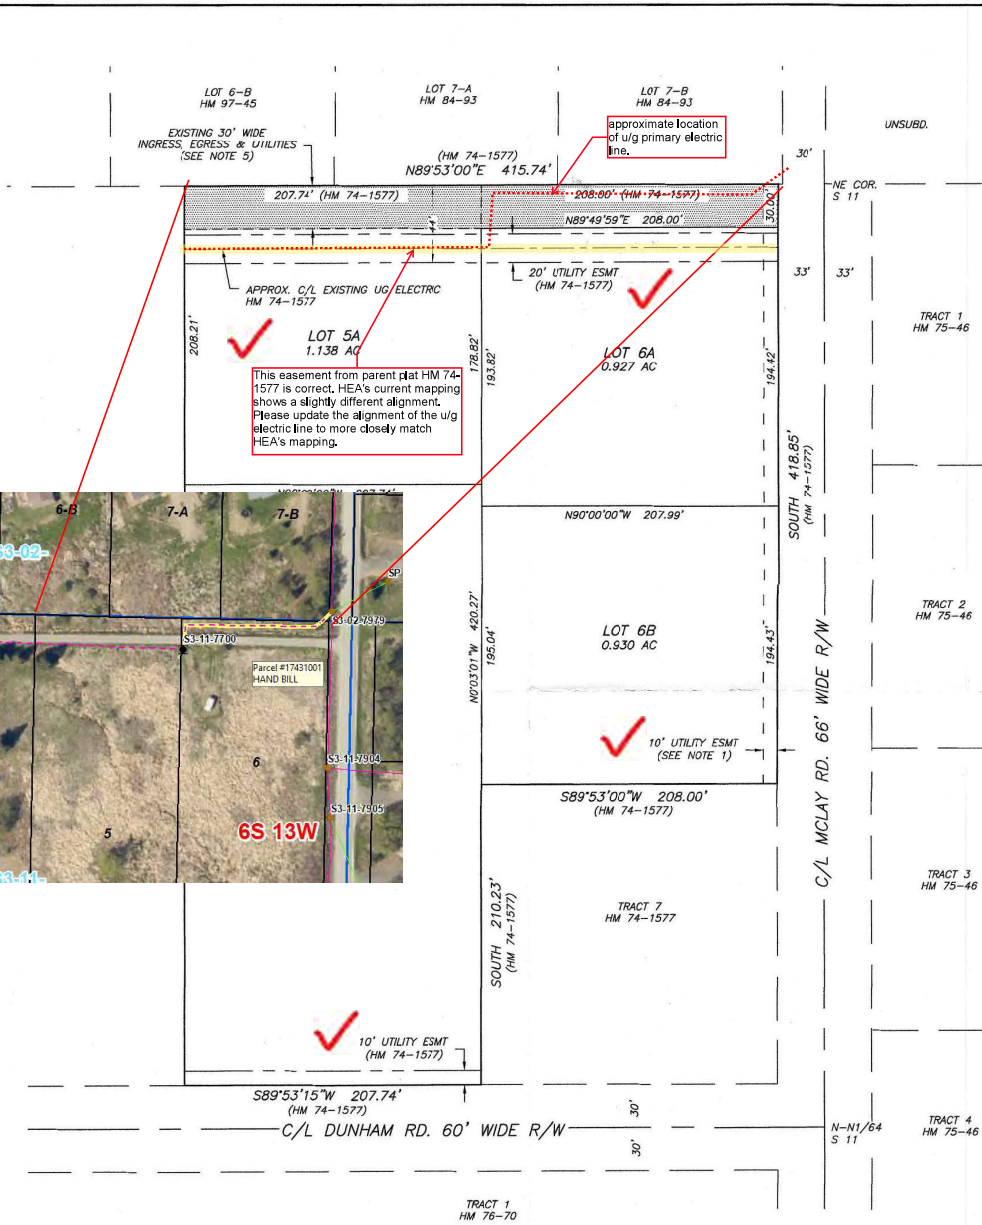 LOT 6-B
HM 97-45
LOT 7-A
HM 84-93
LOT 7-B
HM 84-93
UNSUBD.
EXISTING 30' WIDE
INGRESS, EGRESS & UTILITIES
(SEE NOTE 5)
approximate location
of u/g primary electric
line.
(HM 74-1577)
N89°53'00"E 415.74'
30'
NE COR.
S 11
207.74' (HM 74-1577)
208.00' (HM 74-1577)
30.00'
N89°49'59"E 208.00'
APPROX. C/L EXISTING UG ELECTRIC
HM 74-1577
20' UTILITY ESMT
(HM 74-1577)
33'
33'
TRACT 1
HM 75-46
208.21'
LOT 5A
1.138 AC
178.82'
193.82'
LOT 6A
0.927 AC
194.42'
This easement from parent plat HM 74-
1577 is correct. HEA's current mapping
shows a slightly different alignment.
Please update the alignment of the u/g
electric line to more closely match
HEA's mapping.
SOUTH 418.85'
(HM 74-1577)
N90°00'00"W 207.99'
6-B
7-A
7-B
S3-02-
SP
S3-02-7979
S3-11-7700
Parcel #17431001
HAND BILL
6
S3-11-7904
S3-11-7905
5
6S 13W
S3-11-
N0°03'01"W 420.27'
195.04'
LOT 6B
0.930 AC
194.43'
TRACT 2
HM 75-46
10' UTILITY ESMT
(SEE NOTE 1)
S89°53'00"W 208.00'
(HM 74-1577)
C/L MCLAY RD. 66' WIDE R/W
SOUTH 210.23'
(HM 74-1577)
TRACT 7
HM 74-1577
TRACT 3
HM 75-46
10' UTILITY ESMT
(HM 74-1577)
S89°53'15"W 207.74'
(HM 74-1577)
30'
C/L DUNHAM RD. 60' WIDE R/W
30'
N-N1/64
S 11
TRACT 4
HM 75-46
TRACT 1
HM 76-70